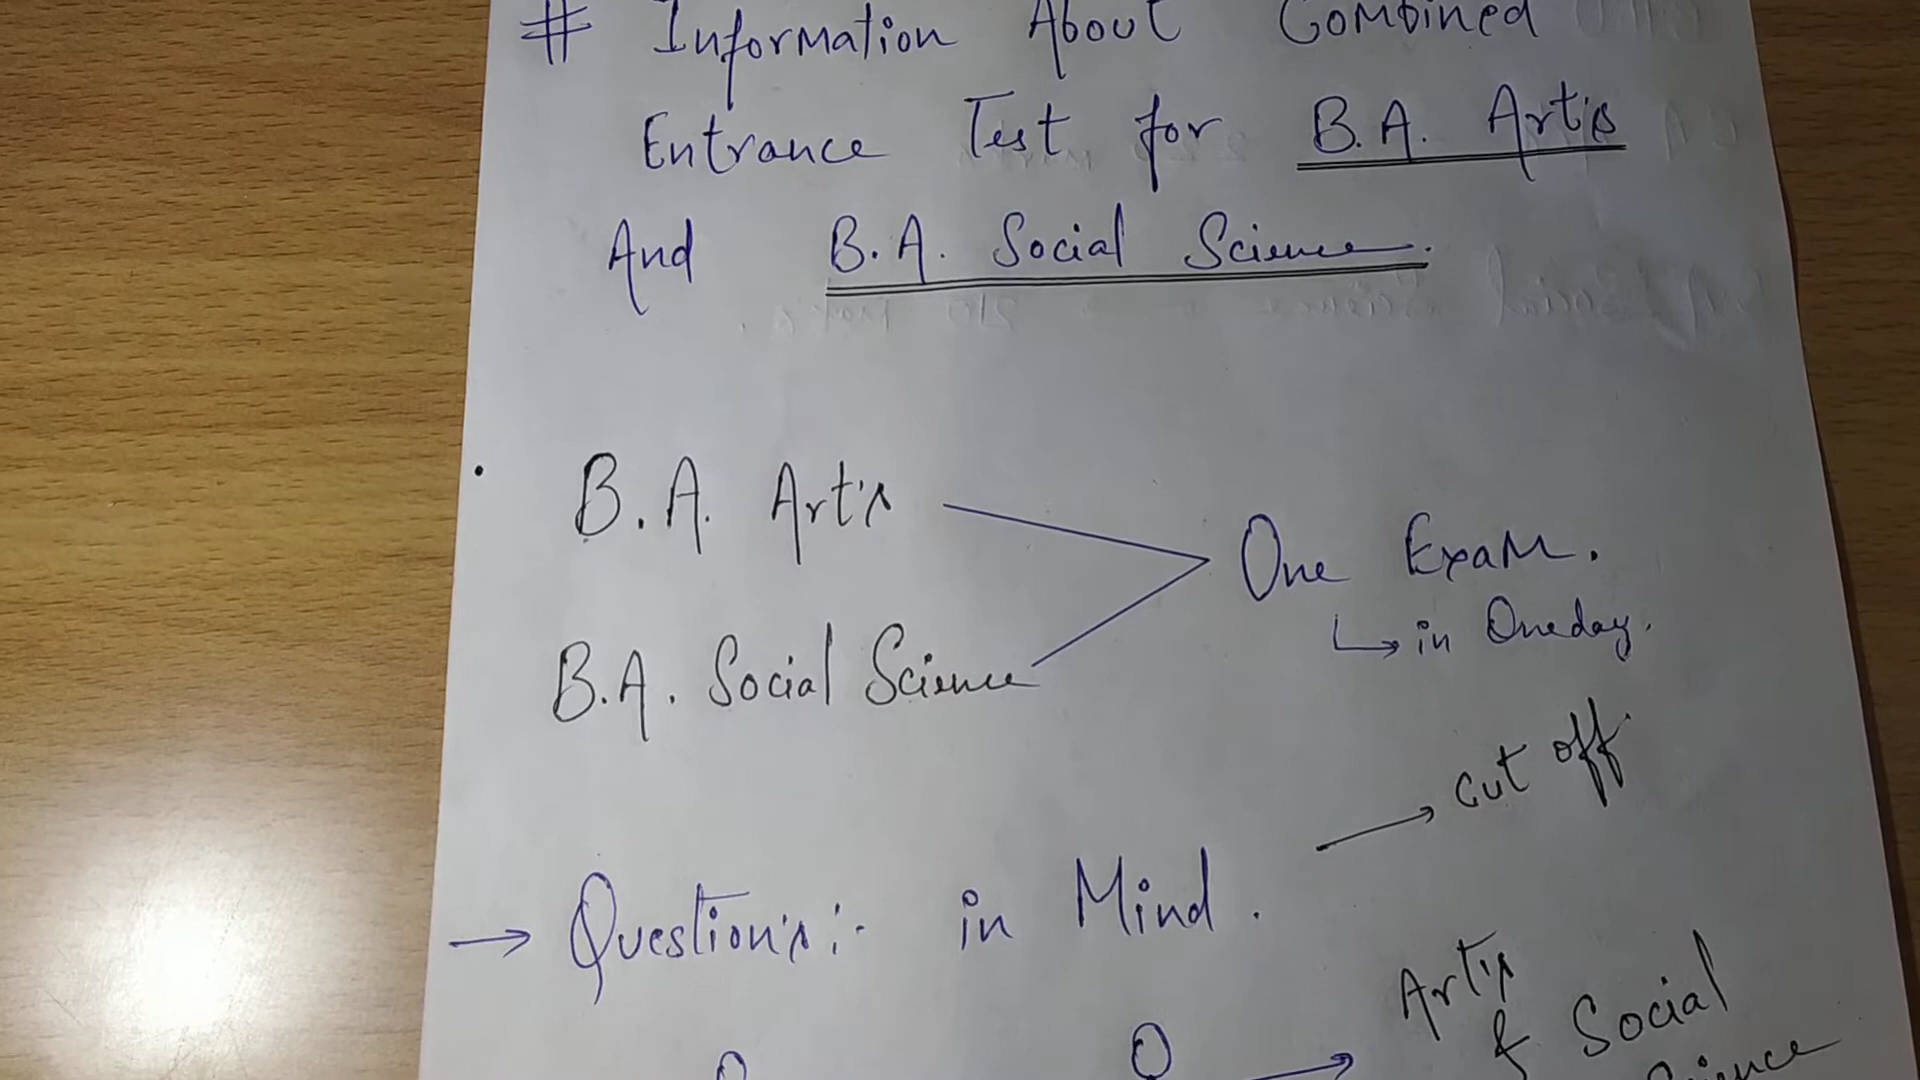 # Information About Combined
Entrance Test for B.A. Art's
And B.A. Social Science.
B.A. Art's
One Exam.
↳ in Oneday.
B.A. Social Science
→ cut off
→ Question's:- in Mind.
→ Art's
& Social
Science